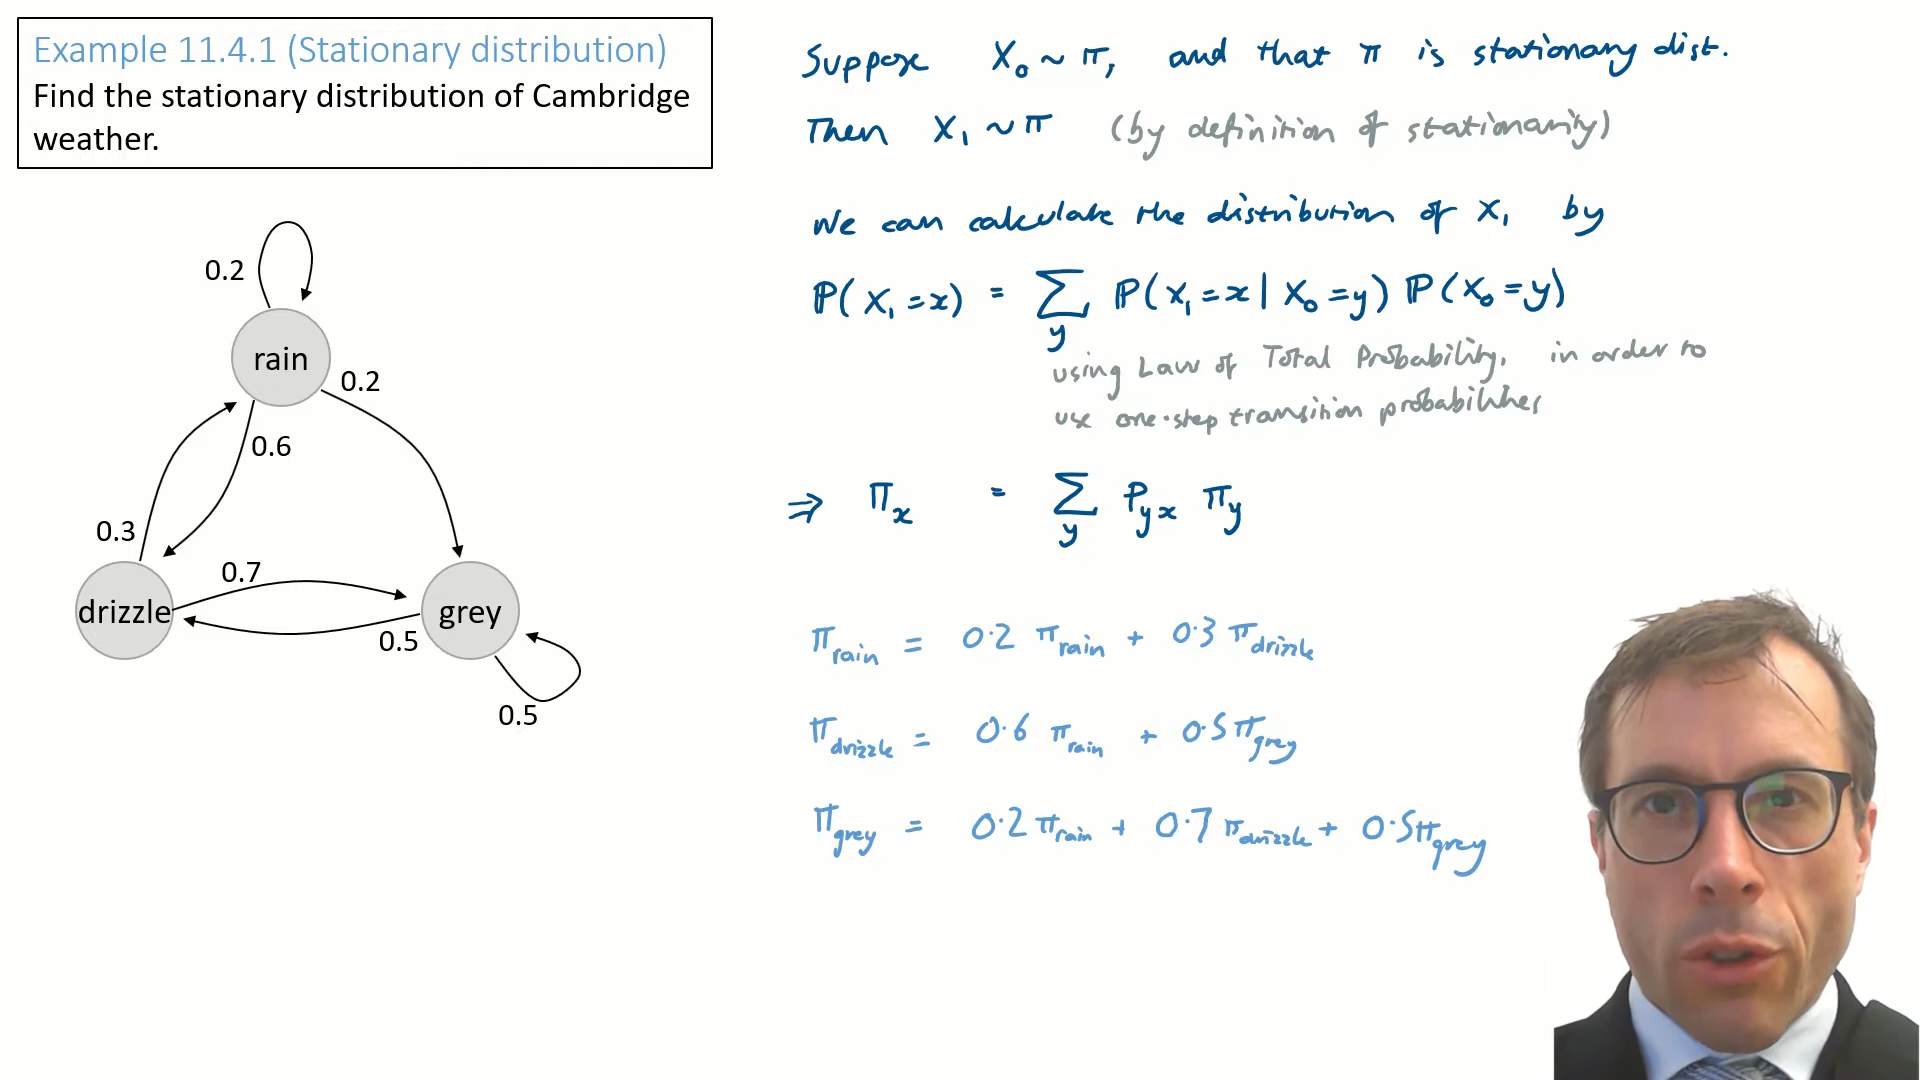 Example 11.4.1 (Stationary distribution)
Find the stationary distribution of Cambridge
weather.
0.2
rain
0.2
0.6
0.3
0.7
drizzle
grey
0.5
0.5
Suppose X₀ ~ π, and that π is stationary dist.
Then X₁ ~ π (by definition of stationarity)
We can calculate the distribution of X₁ by
ℙ(X₁=x) = ∑_y ℙ(X₁=x | X₀=y) ℙ(X₀=y)
using Law of Total Probability, in order to
use one-step transition probabilities
⇒ π_x = ∑_y P_yx π_y
π_rain = 0.2 π_rain + 0.3 π_drizzle
π_drizzle = 0.6 π_rain + 0.5 π_grey
π_grey = 0.2 π_rain + 0.7 π_drizzle + 0.5 π_grey